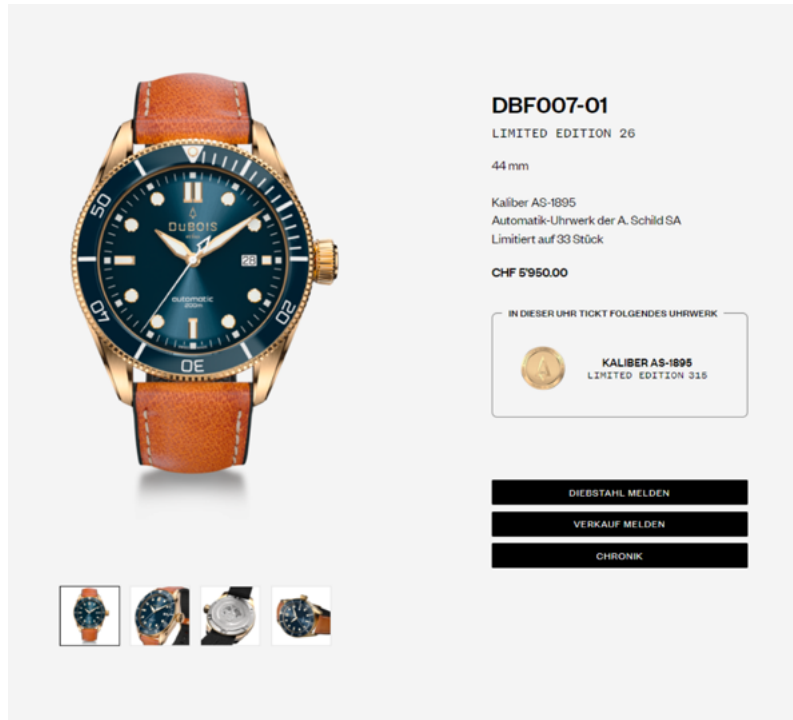 DBF007-01
LIMITED EDITION 26
44 mm
Kaliber AS-1895
Automatik-Uhrwerk der A. Schild SA
Limitiert auf 33 Stück
CHF 5'950.00
IN DIESER UHR TICKT FOLGENDES UHRWERK
A
KALIBER AS-1895
LIMITED EDITION 315
DIEBSTAHL MELDEN
VERKAUF MELDEN
CHRONIK
50
40
30
20
DUBOIS
28
automatic
200m